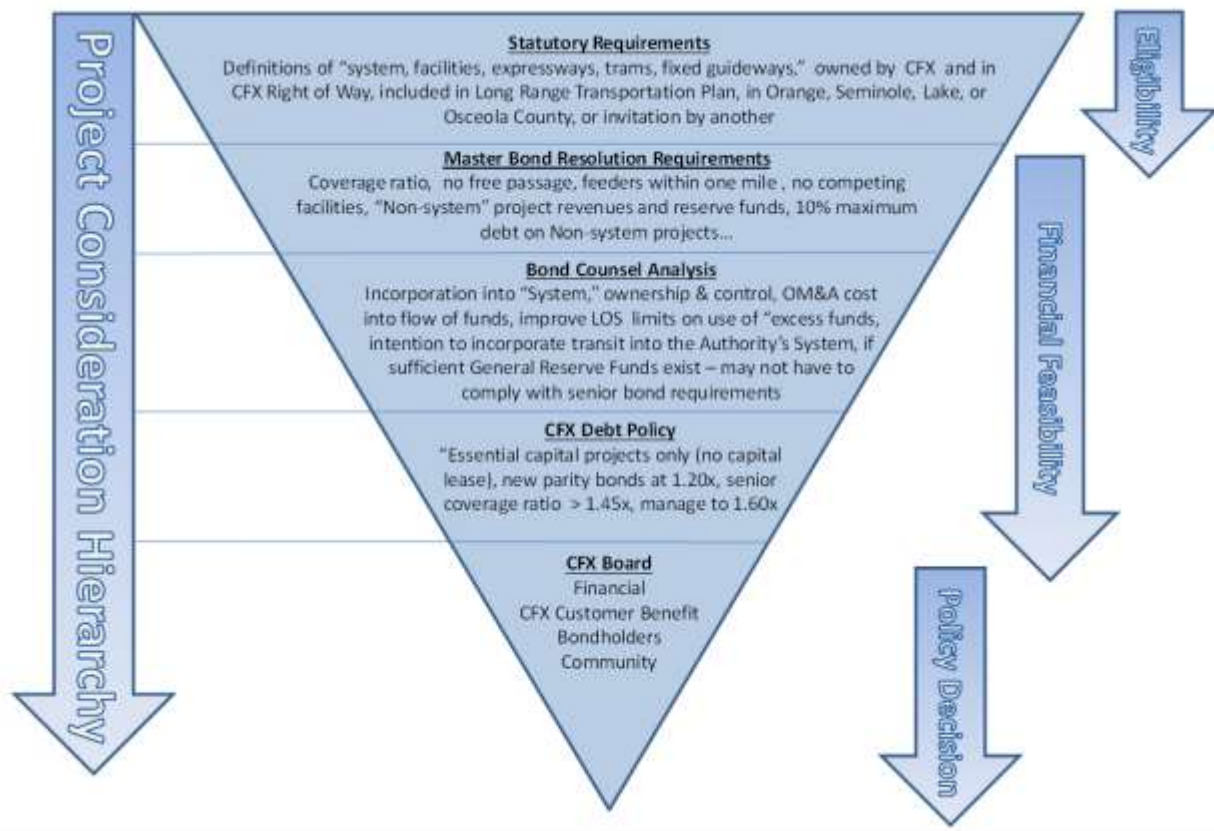 Project Consideration Hierarchy
Statutory Requirements
Definitions of "system, facilities, expressways, trams, fixed guideways," owned by CFX and in
CFX Right of Way, included in Long Range Transportation Plan, in Orange, Seminole, Lake, or
Osceola County, or invitation by another
Master Bond Resolution Requirements
Coverage ratio, no free passage, feeders within one mile , no competing
facilities, "Non-system" project revenues and reserve funds, 10% maximum
debt on Non-system projects...
Bond Counsel Analysis
Incorporation into "System," ownership & control, OM&A cost
into flow of funds, improve LOS limits on use of "excess funds,
intention to incorporate transit into the Authority's System, if
sufficient General Reserve Funds exist – may not have to
comply with senior bond requirements
CFX Debt Policy
"Essential capital projects only (no capital
lease), new parity bonds at 1.20x, senior
coverage ratio > 1.45x, manage to 1.60x
CFX Board
Financial
CFX Customer Benefit
Bondholders
Community
Eligibility
Financial Feasibility
Policy Decision